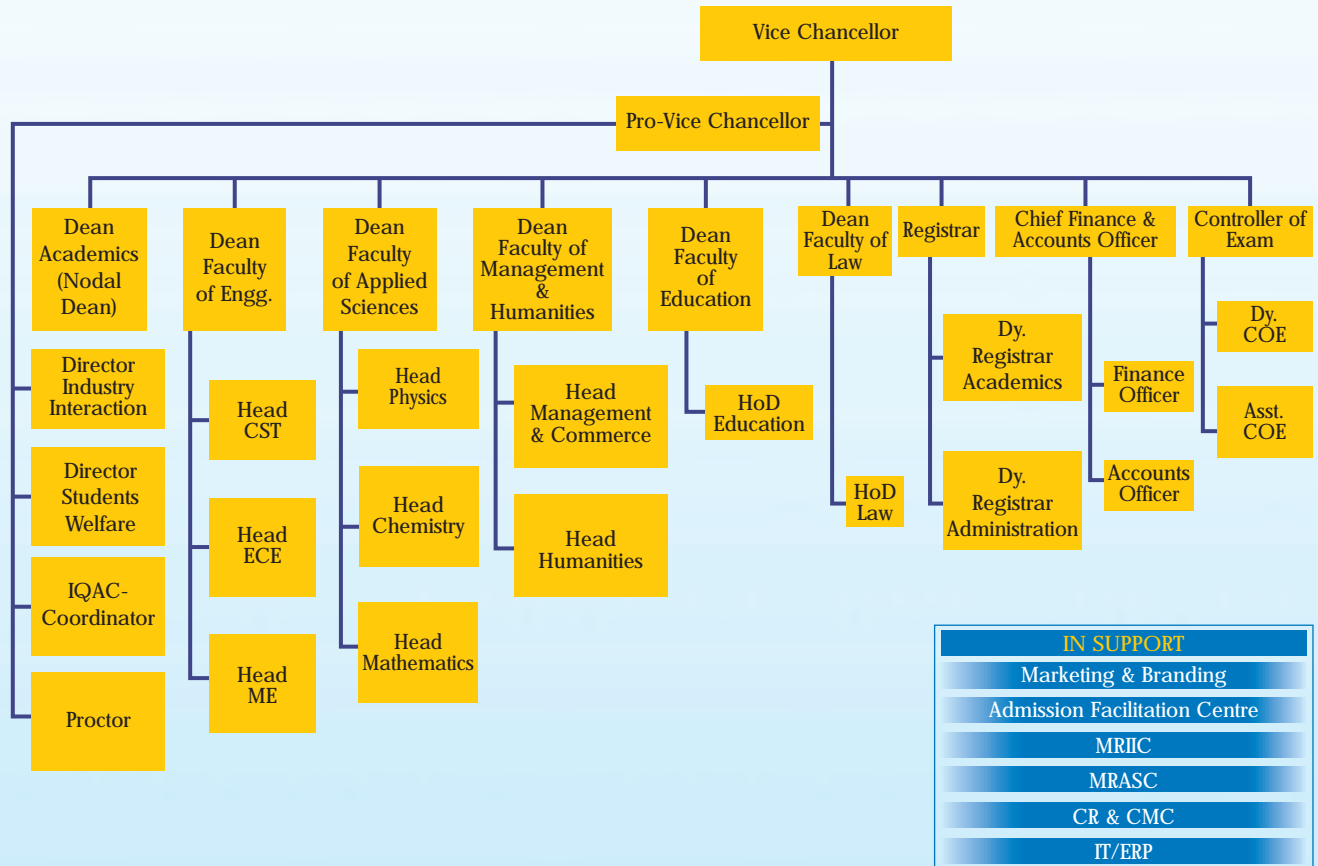 Vice Chancellor
Pro-Vice Chancellor
Dean
Academics
(Nodal
Dean)
Dean
Faculty
of Engg.
Dean
Faculty
of Applied
Sciences
Dean
Faculty of
Management
&
Humanities
Dean
Faculty
of
Education
Dean
Faculty of
Law
Registrar
Chief Finance &
Accounts Officer
Controller of
Exam
Director
Industry
Interaction
Director
Students
Welfare
IQAC-
Coordinator
Proctor
Head
CST
Head
ECE
Head
ME
Head
Physics
Head
Chemistry
Head
Mathematics
Head
Management
& Commerce
Head
Humanities
HoD
Education
HoD
Law
Dy.
Registrar
Academics
Dy.
Registrar
Administration
Finance
Officer
Accounts
Officer
Dy.
COE
Asst.
COE
IN SUPPORT
Marketing & Branding
Admission Facilitation Centre
MRIIC
MRASC
CR & CMC
IT/ERP